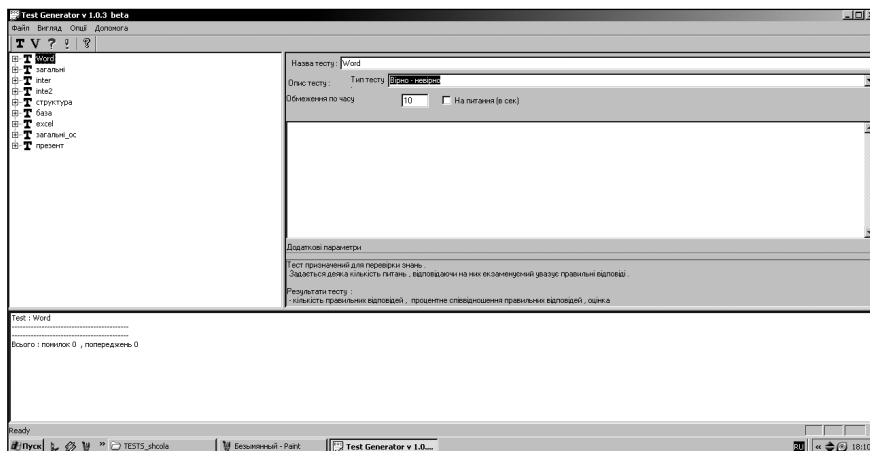 Test Generator v 1.0.3 beta
Файл Вигляд Опції Допомога
T V ? ! ?
Word
загальні
inter
inte2
структура
база
excel
загальні_ос
презент
Назва тесту: Word
Опис тесту: Тип тесту Вірно - невірно
Обмеження по часу 10 На питання (в сек)
Додаткові параметри
Тест призначений для перевірки знань .
Задається деяка кількість питань , відповідаючи на них екзаменуємий уваує правильні відповіді .
Результати тесту :
- кількість правильних відповідей , процентне співвідношення правильних відповідей , оцінка
Test : Word
--------------------------------------------
--------------------------------------------
Всього : помилок 0 , попереджень 0
Ready
Пуск » TESTS_shcola Безымянный - Paint Test Generator v 1.0.... RU « 18:10